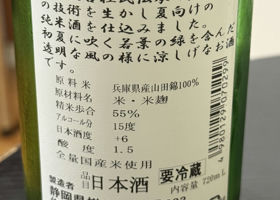 の技術を生かし夏向けの
純米酒を仕込みました。
初夏に吹く若葉の緑を含んだ
透明な風の様に涼しげなお酒
です。
原料米 兵庫県産山田錦100%
原材料名 米・米麹
精米歩合 55%
アルコール分 15度
日本酒度 +6
酸度 1.5
全量国産米使用
品目 日本酒
要冷蔵
内容量 720mL
製造者
静岡県
4980129070290